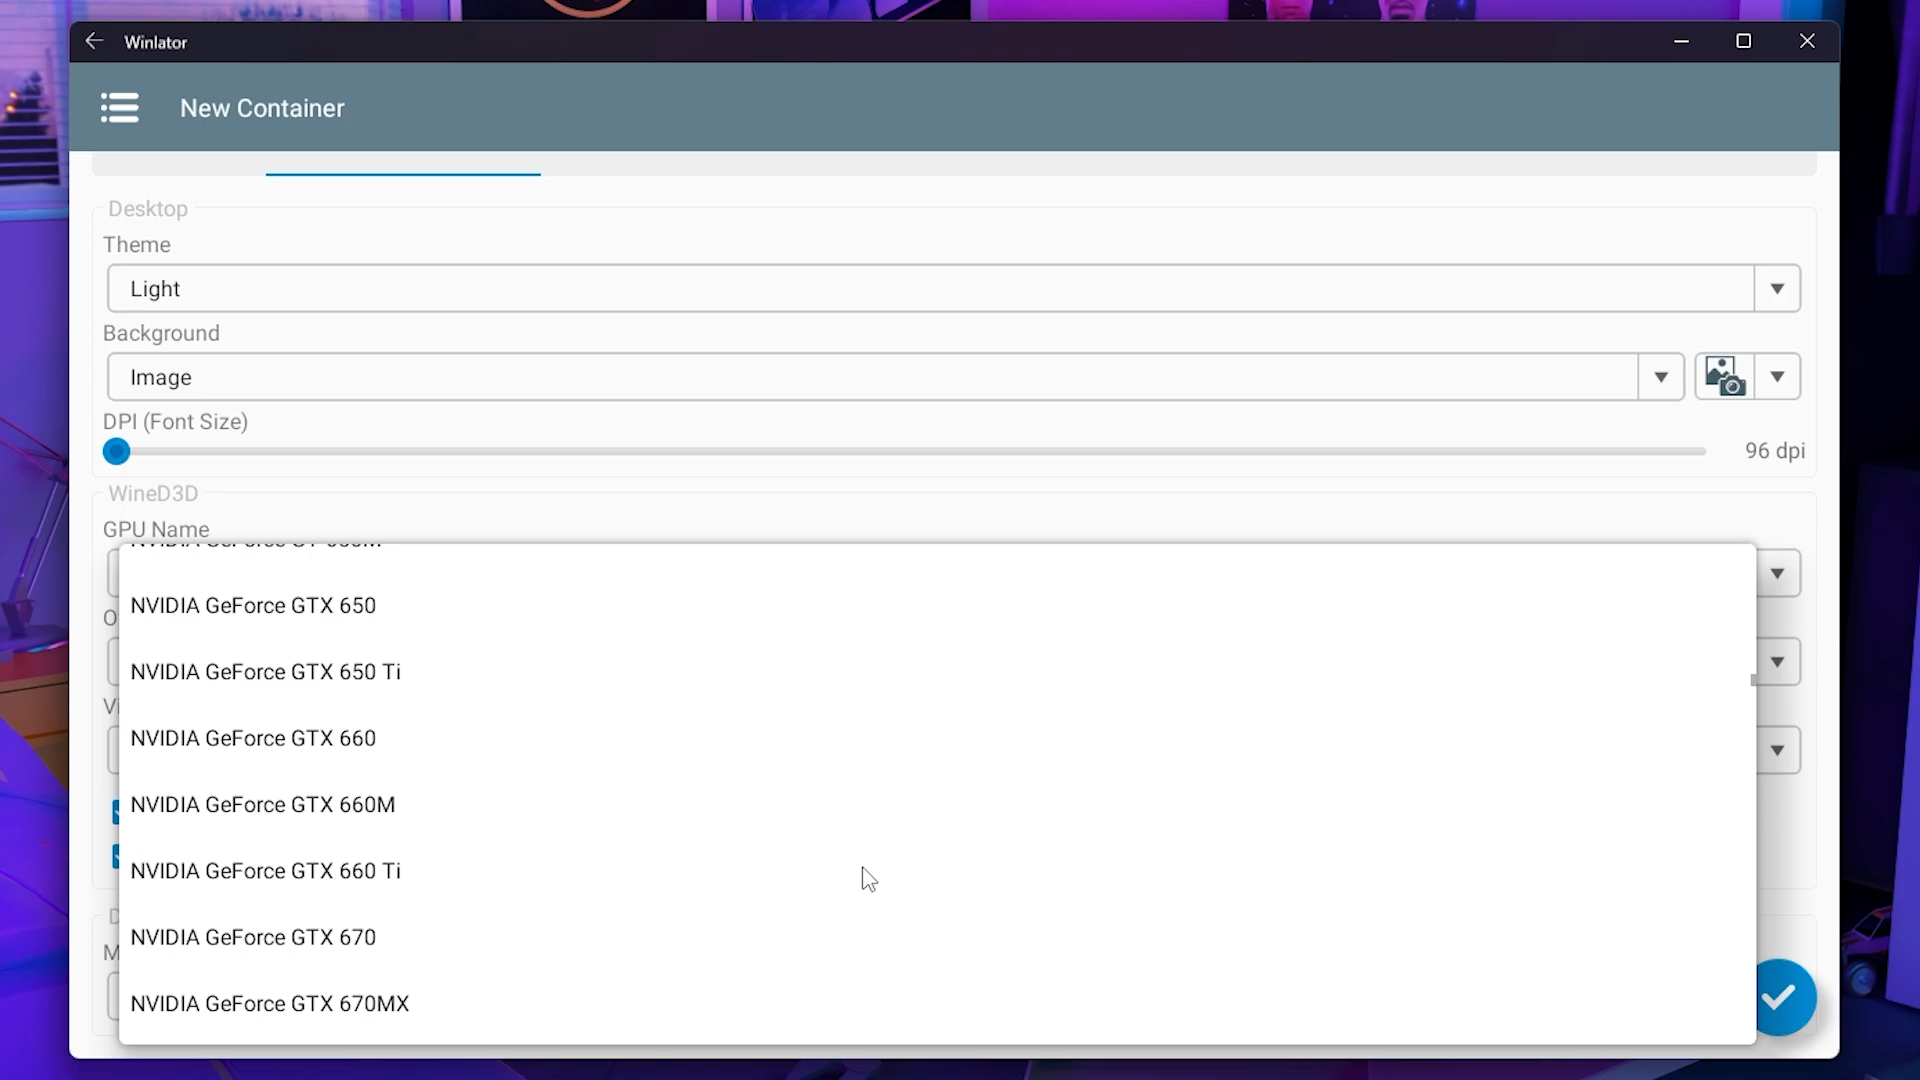 Winlator
New Container
Desktop
Theme
Light
Background
Image
DPI (Font Size)
96 dpi
WineD3D
GPU Name
NVIDIA GeForce GTX 650
O
NVIDIA GeForce GTX 650 Ti
Vi
NVIDIA GeForce GTX 660
NVIDIA GeForce GTX 660M
NVIDIA GeForce GTX 660 Ti
D
NVIDIA GeForce GTX 670
M
NVIDIA GeForce GTX 670MX